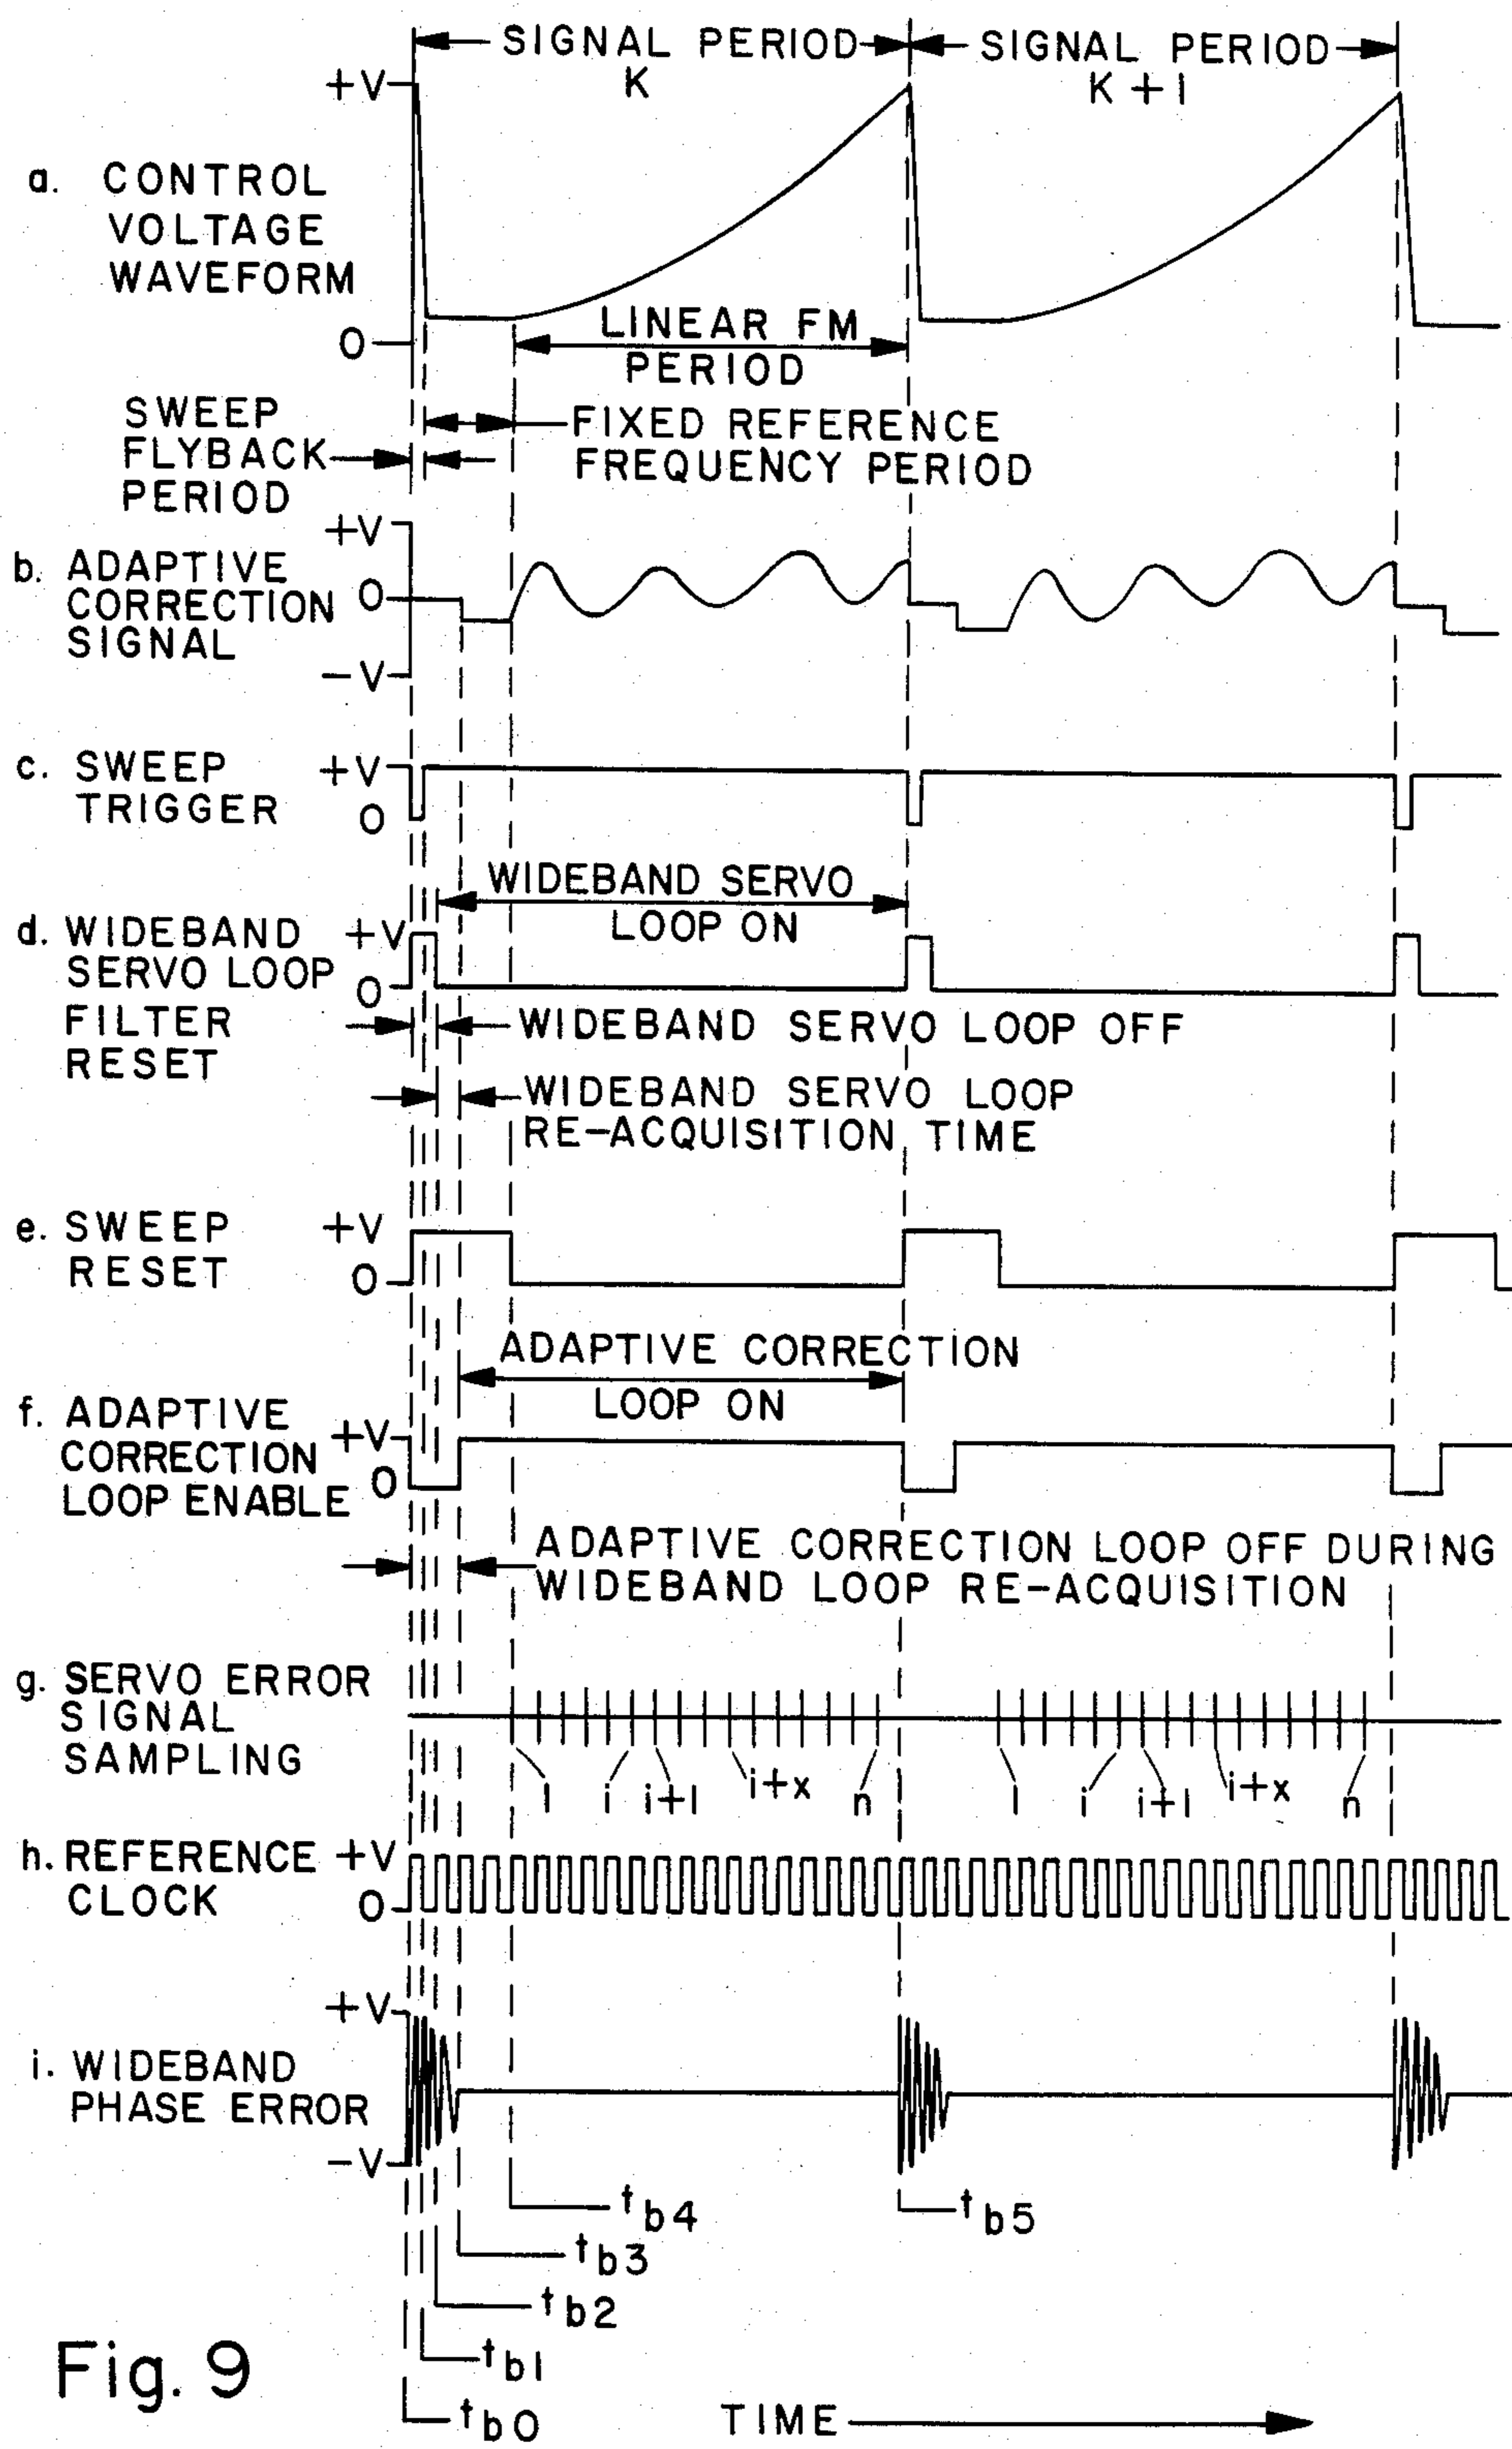 SIGNAL PERIOD
K
SIGNAL PERIOD
K + 1
+V
a. CONTROL
VOLTAGE
WAVEFORM
0
LINEAR FM
PERIOD
SWEEP
FLYBACK
PERIOD
FIXED REFERENCE
FREQUENCY PERIOD
+V
b. ADAPTIVE
CORRECTION
SIGNAL
0
-V
c. SWEEP
TRIGGER
+V
0
WIDEBAND SERVO
LOOP ON
d. WIDEBAND
SERVO LOOP
FILTER
RESET
+V
0
WIDEBAND SERVO LOOP OFF
WIDEBAND SERVO LOOP
RE-ACQUISITION TIME
e. SWEEP
RESET
+V
0
ADAPTIVE CORRECTION
LOOP ON
f. ADAPTIVE
CORRECTION
LOOP ENABLE
+V
0
ADAPTIVE CORRECTION LOOP OFF DURING
WIDEBAND LOOP RE-ACQUISITION
g. SERVO ERROR
SIGNAL
SAMPLING
1 i i+1 i+x n
1 i i+1 i+x n
h. REFERENCE
CLOCK
+V
0
+V
i. WIDEBAND
PHASE ERROR
-V
tb4
tb5
tb3
tb2
tb1
tb0
Fig. 9
TIME